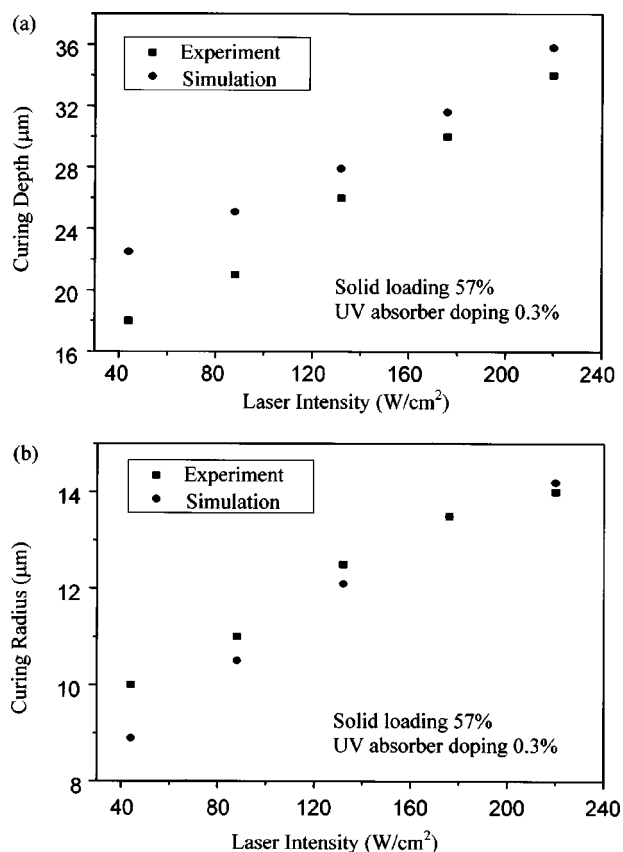 (a)
36
32
28
24
20
16
Curing Depth (μm)
Experiment
Simulation
Solid loading 57%
UV absorber doping 0.3%
40 80 120 160 200 240
Laser Intensity (W/cm²)
(b)
14
12
10
8
Curing Radius (μm)
Experiment
Simulation
Solid loading 57%
UV absorber doping 0.3%
40 80 120 160 200 240
Laser Intensity (W/cm²)